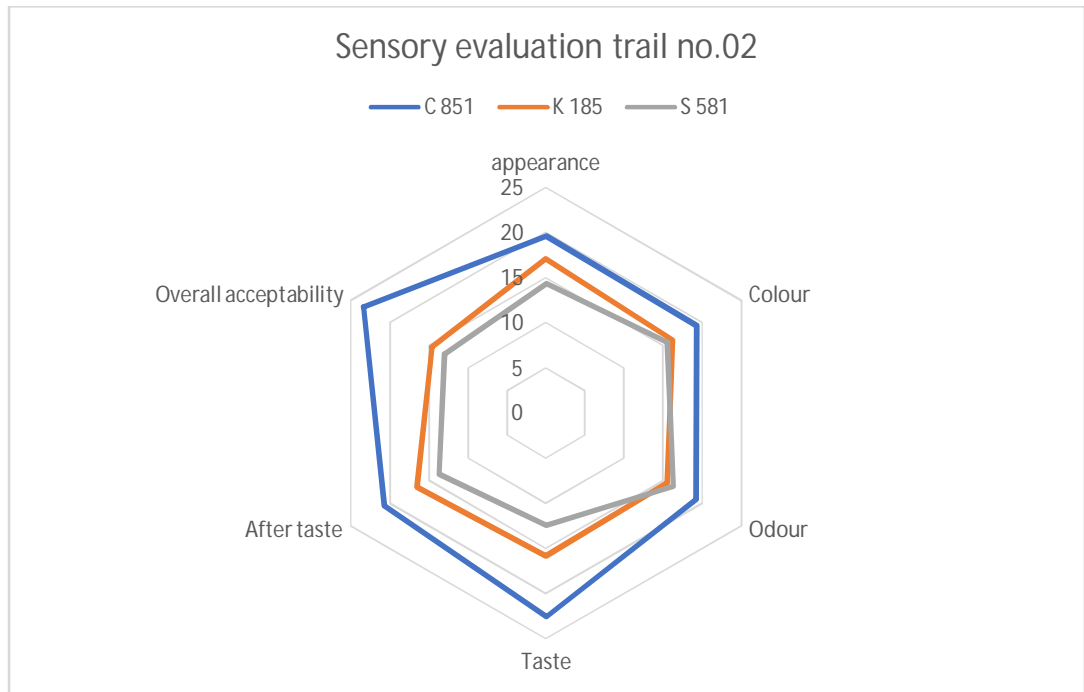 Sensory evaluation trail no.02
C 851 K 185 S 581
appearance
25
20
15
10
5
0
Overall acceptability
Colour
After taste
Odour
Taste